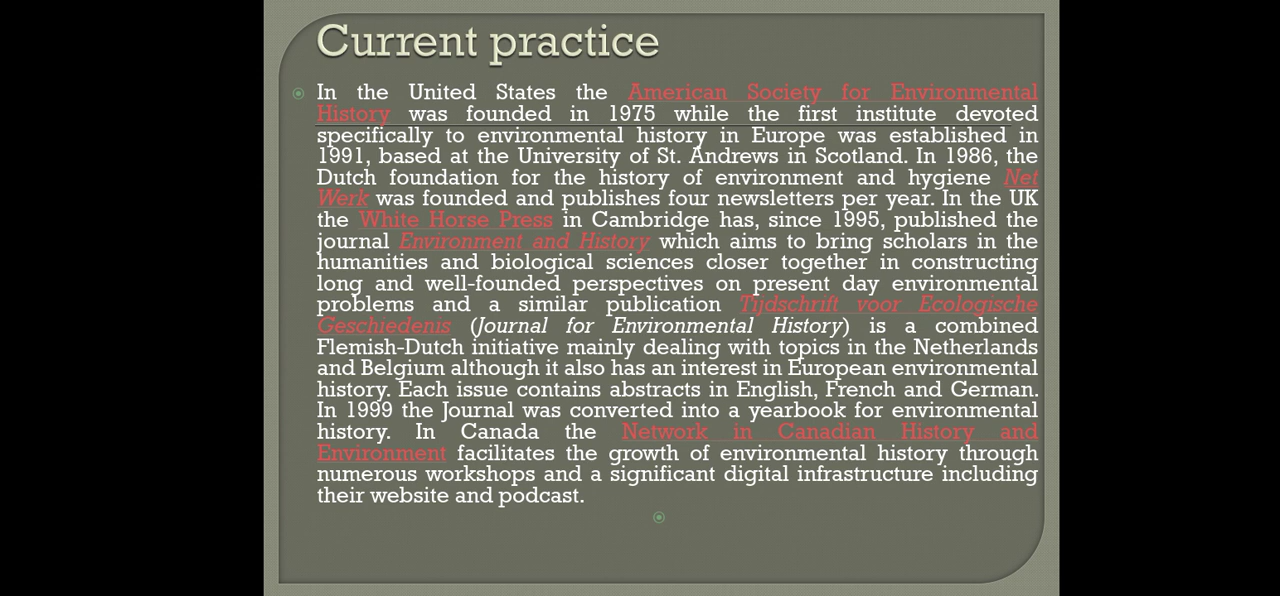 Current practice
In the United States the American Society for Environmental
History was founded in 1975 while the first institute devoted
specifically to environmental history in Europe was established in
1991, based at the University of St. Andrews in Scotland. In 1986, the
Dutch foundation for the history of environment and hygiene Net
Werk was founded and publishes four newsletters per year. In the UK
the White Horse Press in Cambridge has, since 1995, published the
journal Environment and History which aims to bring scholars in the
humanities and biological sciences closer together in constructing
long and well-founded perspectives on present day environmental
problems and a similar publication Tijdschrift voor Ecologische
Geschiedenis (Journal for Environmental History) is a combined
Flemish-Dutch initiative mainly dealing with topics in the Netherlands
and Belgium although it also has an interest in European environmental
history. Each issue contains abstracts in English, French and German.
In 1999 the Journal was converted into a yearbook for environmental
history. In Canada the Network in Canadian History and
Environment facilitates the growth of environmental history through
numerous workshops and a significant digital infrastructure including
their website and podcast.